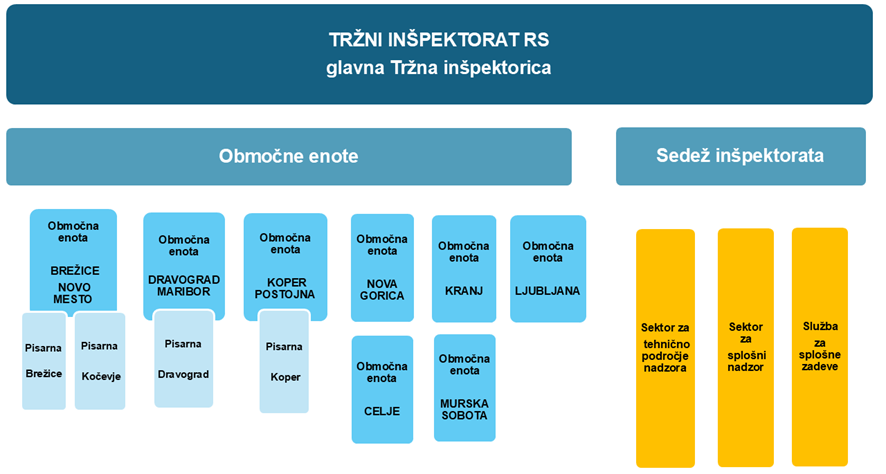 TRŽNI INŠPEKTORAT RS
glavna Tržna inšpektorica
Območne enote
Sedež inšpektorata
Območna
enota
BREŽICE
NOVO
MESTO
Pisarna
Brežice
Pisarna
Kočevje
Območna
enota
DRAVOGRAD
MARIBOR
Pisarna
Dravograd
Območna
enota
KOPER
POSTOJNA
Pisarna
Koper
Območna
enota
NOVA
GORICA
Območna
enota
KRANJ
Območna
enota
LJUBLJANA
Območna
enota
CELJE
Območna
enota
MURSKA
SOBOTA
Sektor za
tehnično
področje
nadzora
Sektor
za
splošni
nadzor
Služba
za
splošne
zadeve